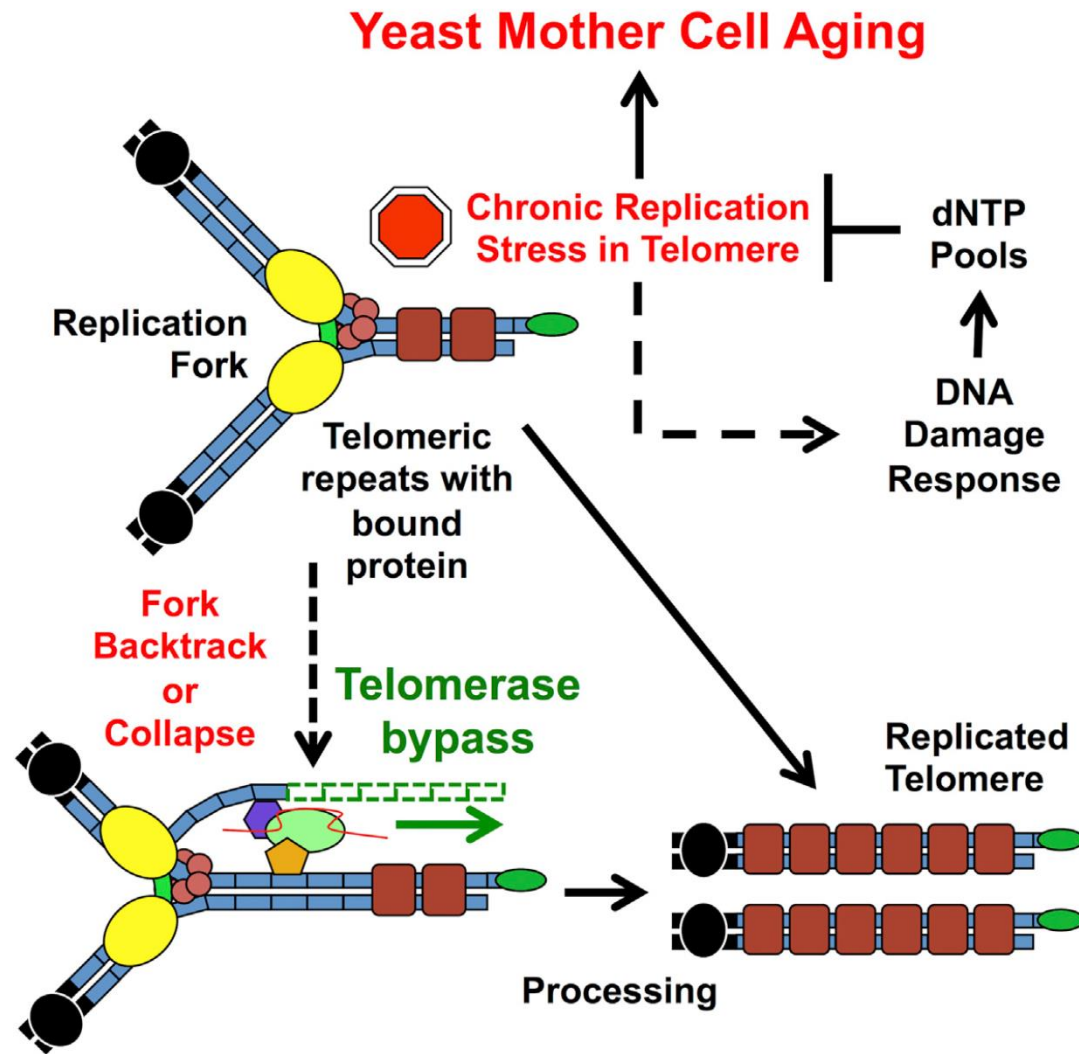 Yeast Mother Cell Aging
Chronic Replication
Stress in Telomere
dNTP
Pools
Replication
Fork
DNA
Damage
Response
Telomeric
repeats with
bound
protein
Fork
Backtrack
or
Collapse
Telomerase
bypass
Replicated
Telomere
Processing